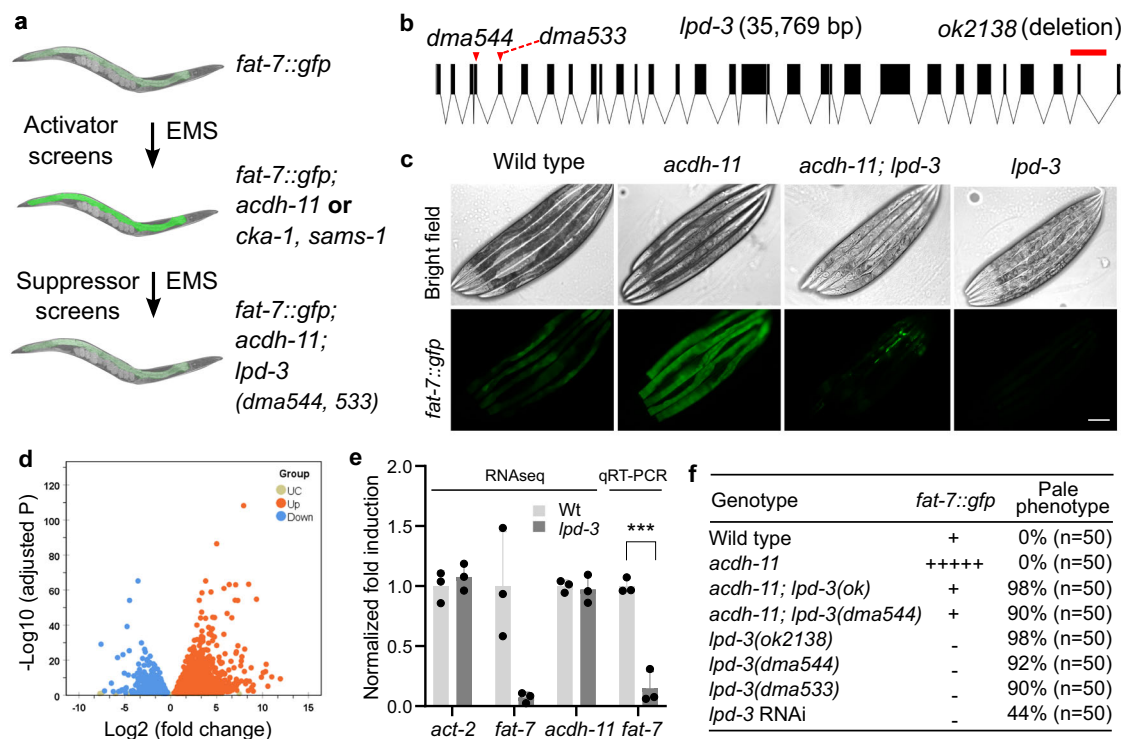 a
fat-7::gfp
Activator
screens
EMS
fat-7::gfp;
acdh-11 or
cka-1, sams-1
Suppressor
screens
EMS
fat-7::gfp;
acdh-11;
lpd-3
(dma544, 533)
b
dma544
dma533
lpd-3 (35,769 bp)
ok2138 (deletion)
c
Wild type
acdh-11
acdh-11; lpd-3
lpd-3
Bright field
fat-7::gfp
d
-Log10 (adjusted P)
120
100
80
60
40
20
0
-10
-5
0
5
10
15
Log2 (fold change)
Group
UC
Up
Down
e
Normalized fold induction
2.0
1.5
1.0
0.5
0.0
RNAseq
qRT-PCR
Wt
lpd-3
***
act-2
fat-7
acdh-11
fat-7
f
Genotype fat-7::gfp Pale phenotype
Wild type + 0% (n=50)
acdh-11 +++++ 0% (n=50)
acdh-11; lpd-3(ok) + 98% (n=50)
acdh-11; lpd-3(dma544) + 90% (n=50)
lpd-3(ok2138) - 98% (n=50)
lpd-3(dma544) - 92% (n=50)
lpd-3(dma533) - 90% (n=50)
lpd-3 RNAi - 44% (n=50)